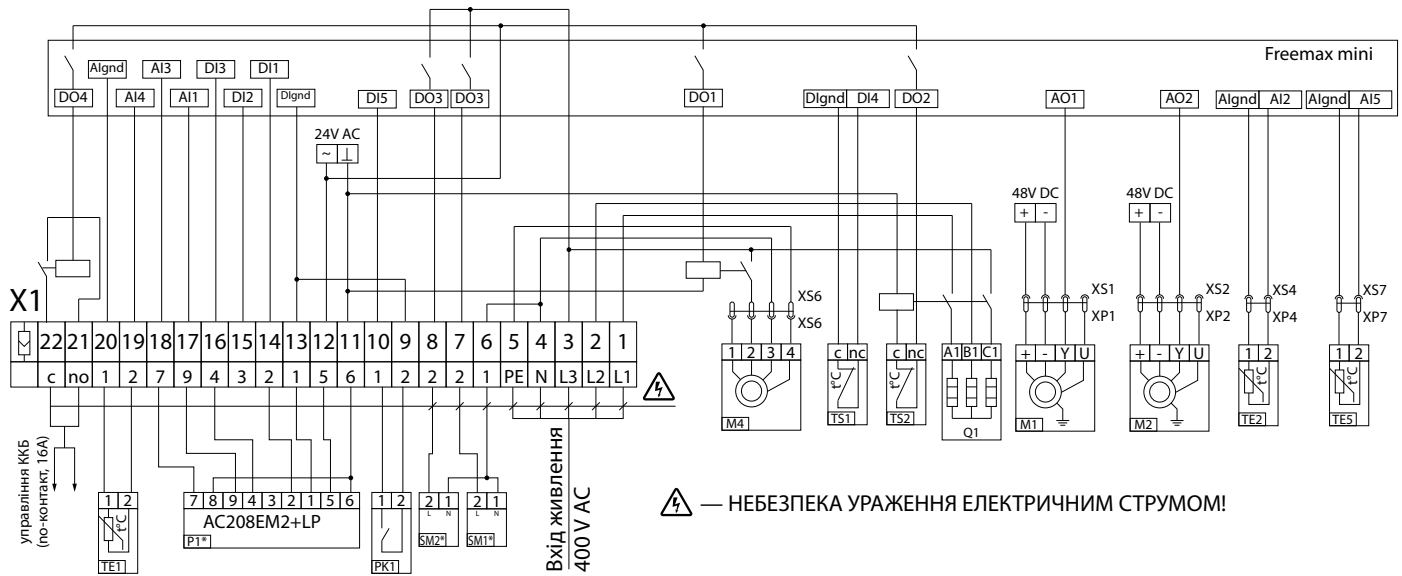 Freemax mini
AIgnd AI3 DI3 DI1
DO4 AI4 AI1 DI2 DIgnd DI5 DO3 DO3 DO1 DIgnd DI4 DO2 AO1 AO2 AIgnd AI2 AIgnd AI5
24V AC
~ ⊥
48V DC 48V DC
+ - + -
XS6 XS1 XS2 XS4 XS7
XS6 XP1 XP2 XP4 XP7
X1
22 21 20 19 18 17 16 15 14 13 12 11 10 9 8 7 6 5 4 3 2 1
c no 1 2 7 9 4 3 2 1 5 6 1 2 2 2 1 PE N L3 L2 L1
1 2 3 4 c nc c nc A1 B1 C1 + - Y U + - Y U 1 2 1 2
t°C t°C t°C t°C
M4 TS1 TS2 Q1 M1 M2 TE2 TE5
управління ККБ
(no-контакт, 16А)
1 2 7 8 9 4 3 2 1 5 6 1 2 2 1 2 1
L N L N
t°C AC208EM2+LP
TE1 P1* PK1 SM2* SM1*
Вхід живлення
400 V AC
— НЕБЕЗПЕКА УРАЖЕННЯ ЕЛЕКТРИЧНИМ СТРУМОМ!